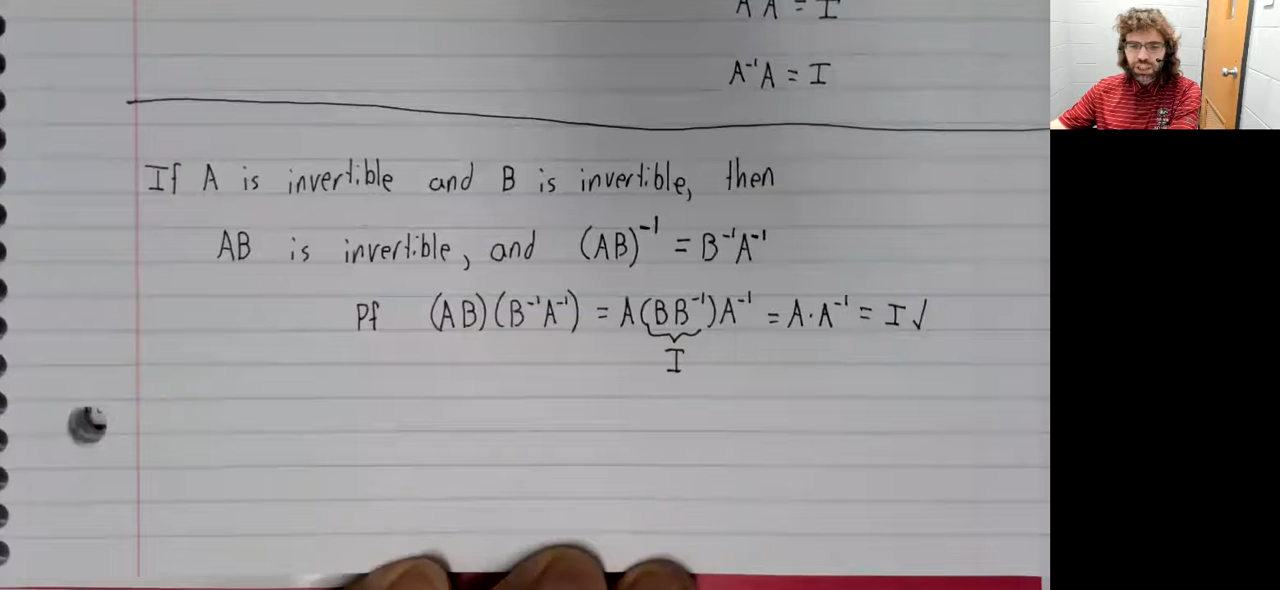 A A = I
A⁻¹A = I
If A is invertible and B is invertible, then
AB is invertible, and (AB)⁻¹ = B⁻¹A⁻¹
Pf (AB)(B⁻¹A⁻¹) = A(BB⁻¹)A⁻¹ = A·A⁻¹ = I ✓
I